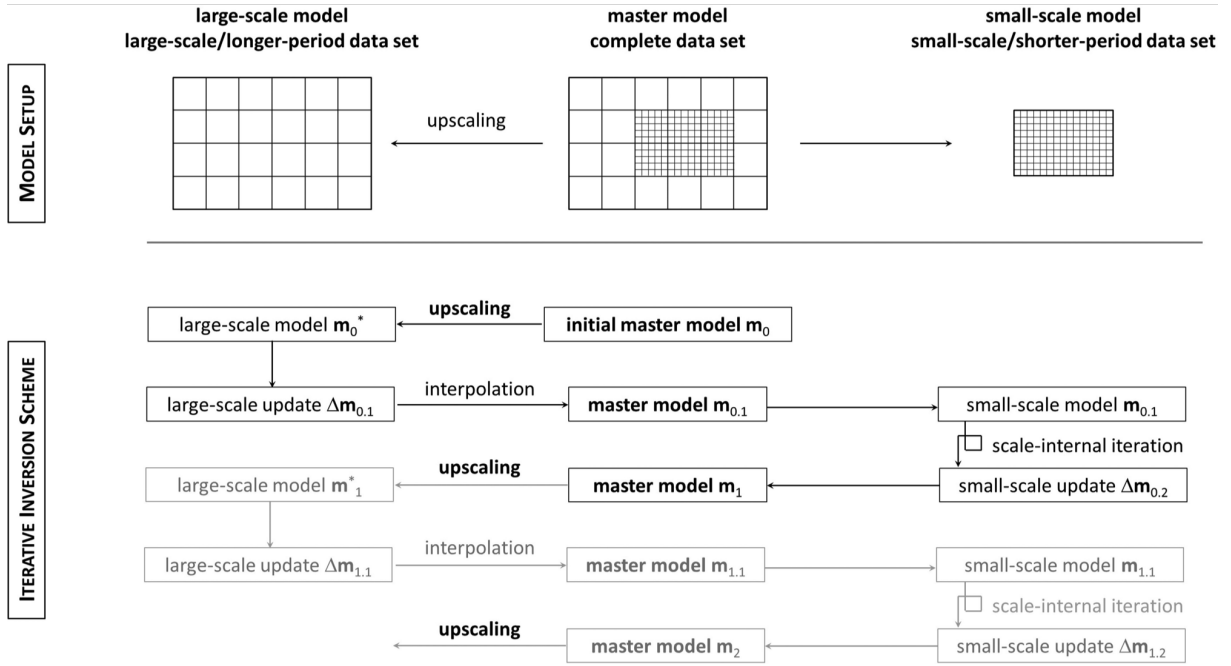 large-scale model
large-scale/longer-period data set
master model
complete data set
small-scale model
small-scale/shorter-period data set
MODEL SETUP
upscaling
ITERATIVE INVERSION SCHEME
large-scale model m₀*
upscaling
initial master model m₀
large-scale update Δm₀.₁
interpolation
master model m₀.₁
small-scale model m₀.₁
scale-internal iteration
large-scale model m*₁
upscaling
master model m₁
small-scale update Δm₀.₂
large-scale update Δm₁.₁
interpolation
master model m₁.₁
small-scale model m₁.₁
scale-internal iteration
upscaling
master model m₂
small-scale update Δm₁.₂